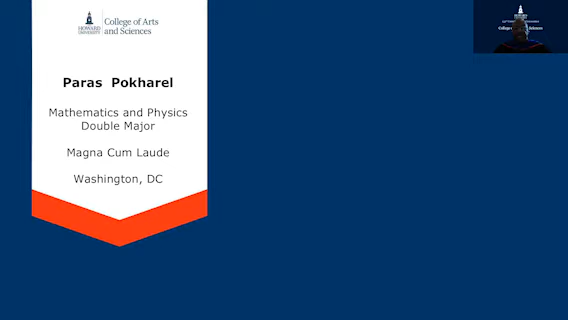 HOWARD
UNIVERSITY
College of Arts
and Sciences
Paras Pokharel
Mathematics and Physics
Double Major
Magna Cum Laude
Washington, DC
HOWARD